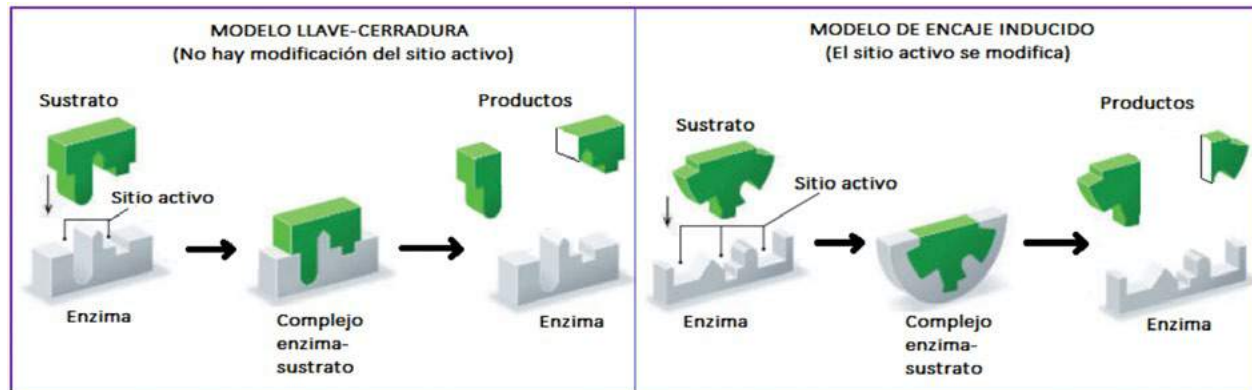 MODELO LLAVE-CERRADURA
(No hay modificación del sitio activo)
Sustrato
Productos
Sitio activo
Enzima
Complejo
enzima-
sustrato
Enzima
MODELO DE ENCAJE INDUCIDO
(El sitio activo se modifica)
Sustrato
Productos
Sitio activo
Enzima
Complejo
enzima-
sustrato
Enzima